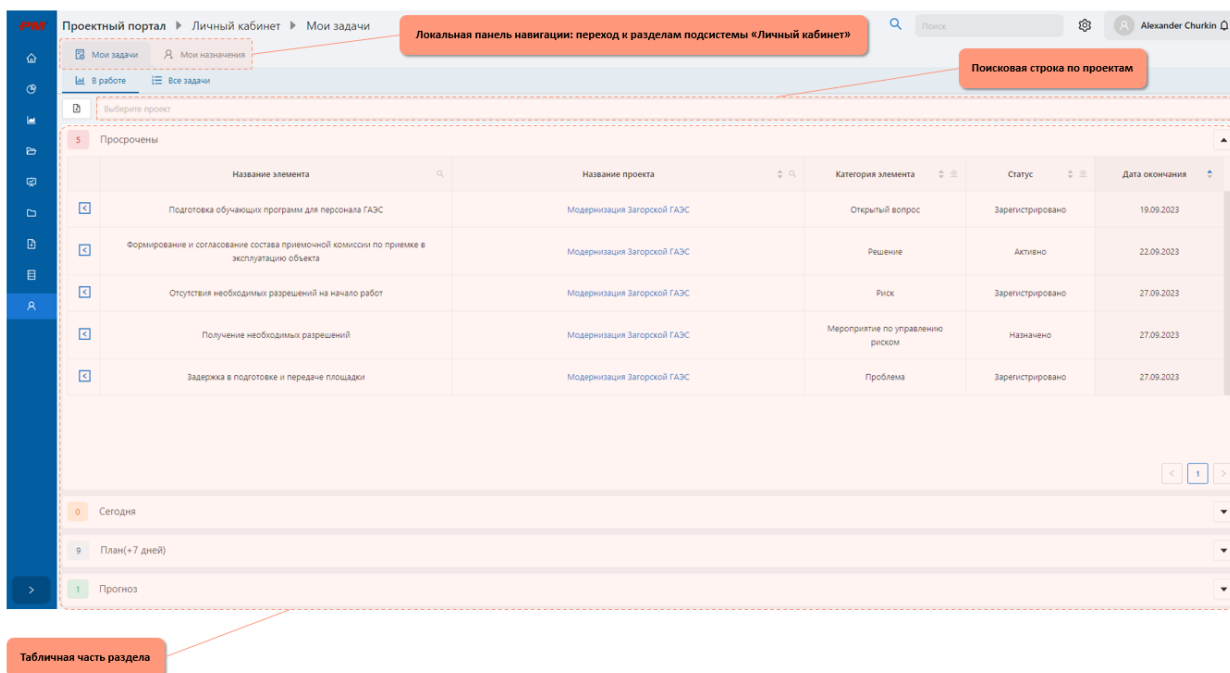 PM Проектный портал Личный кабинет Мои задачи Поиск Alexander Churkin
Локальная панель навигации: переход к разделам подсистемы «Личный кабинет»
Мои задачи Мои назначения
Поисковая строка по проектам
В работе Все задачи
Выберите проект
5 Просрочены
Название элемента Название проекта Категория элемента Статус Дата окончания
Подготовка обучающих программ для персонала ГАЭС Модернизация Загорской ГАЭС Открытый вопрос Зарегистрировано 19.09.2023
Формирование и согласование состава приемочной комиссии по приемке в
эксплуатацию объекта Модернизация Загорской ГАЭС Решение Активно 22.09.2023
Отсутствия необходимых разрешений на начало работ Модернизация Загорской ГАЭС Риск Зарегистрировано 27.09.2023
Получение необходимых разрешений Модернизация Загорской ГАЭС Мероприятие по управлению
риском Назначено 27.09.2023
Задержка в подготовке и передаче площадки Модернизация Загорской ГАЭС Проблема Зарегистрировано 27.09.2023
< 1 >
0 Сегодня
9 План(+7 дней)
1 Прогноз
Табличная часть раздела